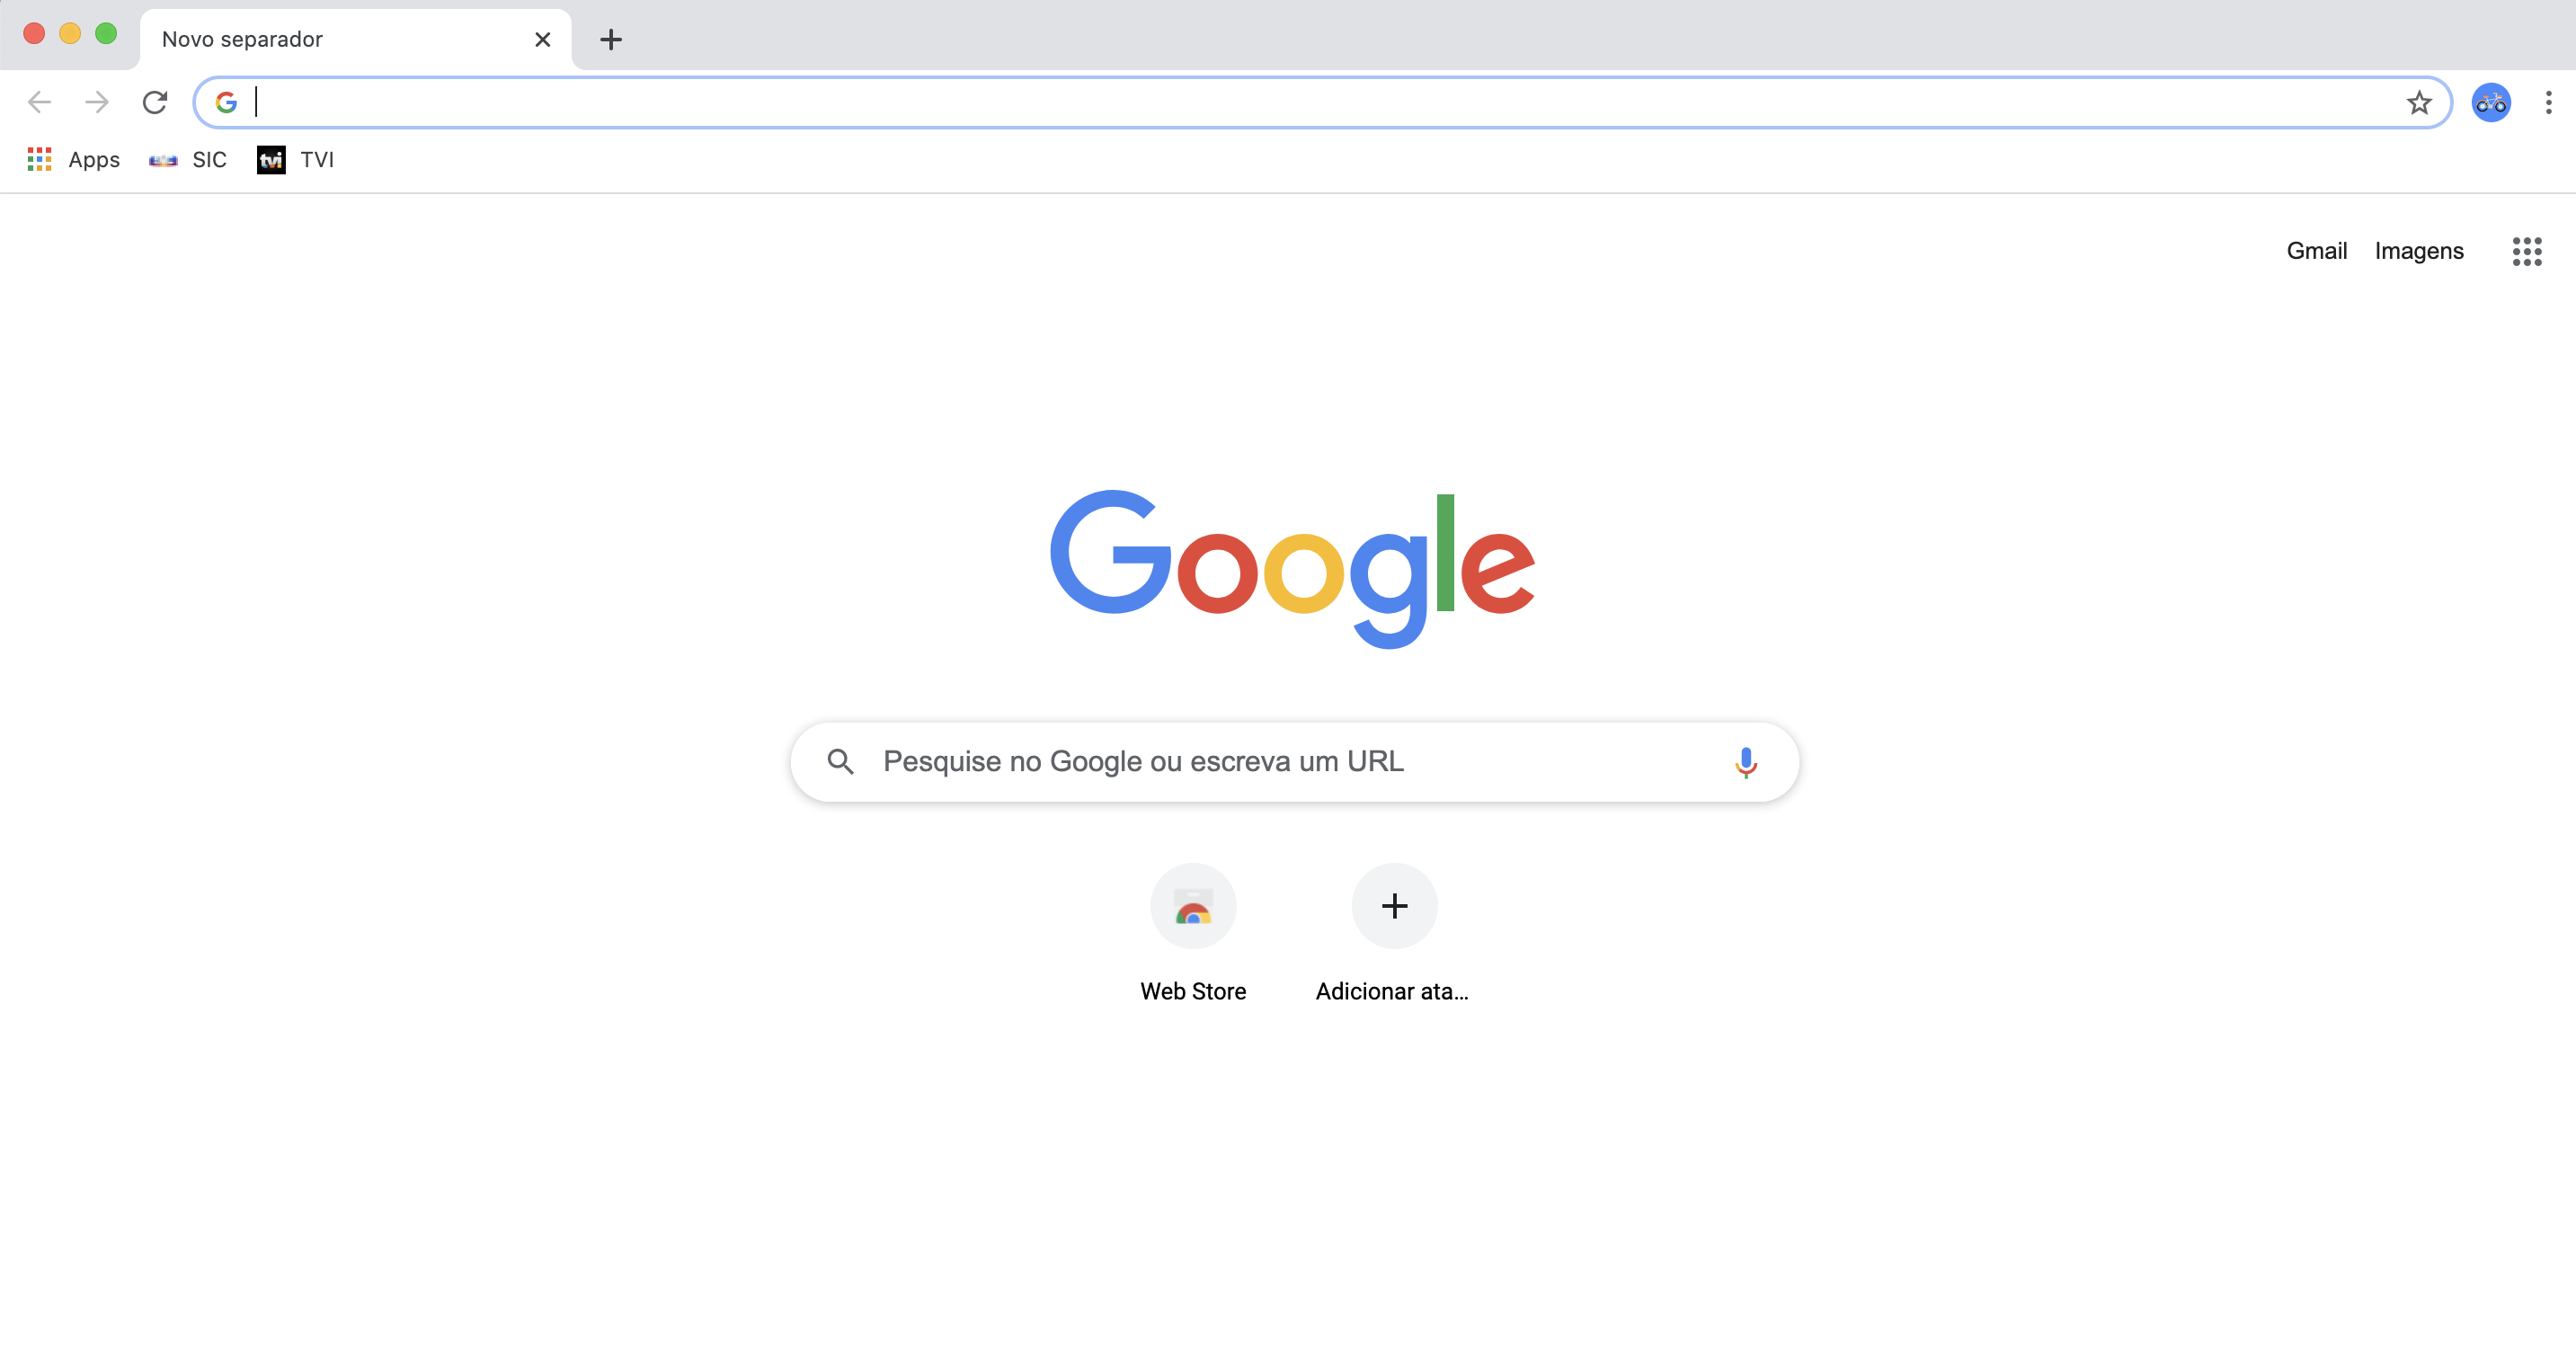 Novo separador
Apps SIC tvi TVI
Gmail Imagens
Google
Pesquise no Google ou escreva um URL
Web Store Adicionar ata...